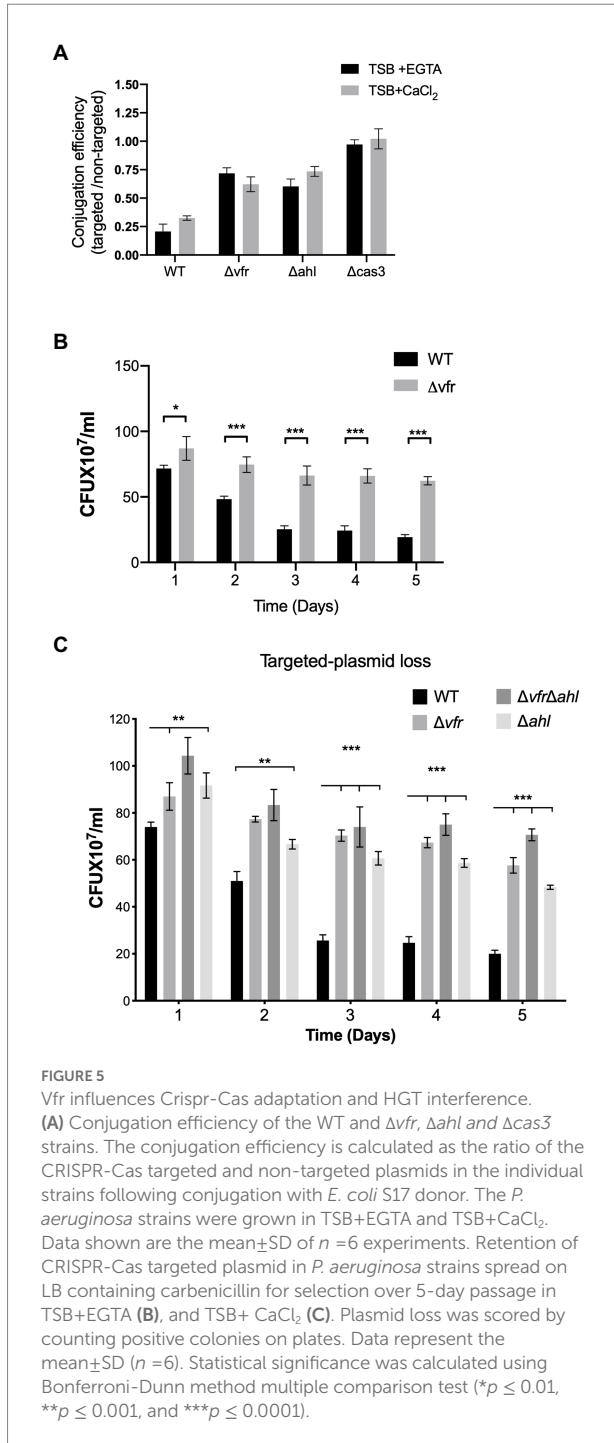 A
TSB +EGTA
TSB+CaCl₂
Conjugation efficiency
(targeted /non-targeted)
1.50
1.25
1.00
0.75
0.50
0.25
0.00
WT
Δvfr
Δahl
Δcas3
B
WT
Δvfr
CFUX10⁷/ml
150
100
50
0
*
***
***
***
***
1
2
3
4
5
Time (Days)
C
Targeted-plasmid loss
WT
ΔvfrΔahl
Δvfr
Δahl
CFUX10⁷/ml
120
100
80
60
40
20
0
**
**
***
***
***
1
2
3
4
5
Time (Days)
FIGURE 5
Vfr influences Crispr-Cas adaptation and HGT interference.
(A) Conjugation efficiency of the WT and Δvfr, Δahl and Δcas3
strains. The conjugation efficiency is calculated as the ratio of the
CRISPR-Cas targeted and non-targeted plasmids in the individual
strains following conjugation with E. coli S17 donor. The P.
aeruginosa strains were grown in TSB+EGTA and TSB+CaCl₂.
Data shown are the mean±SD of n =6 experiments. Retention of
CRISPR-Cas targeted plasmid in P. aeruginosa strains spread on
LB containing carbenicillin for selection over 5-day passage in
TSB+EGTA (B), and TSB+ CaCl₂ (C). Plasmid loss was scored by
counting positive colonies on plates. Data represent the
mean±SD (n =6). Statistical significance was calculated using
Bonferroni-Dunn method multiple comparison test (*p ≤ 0.01,
**p ≤ 0.001, and ***p ≤ 0.0001).